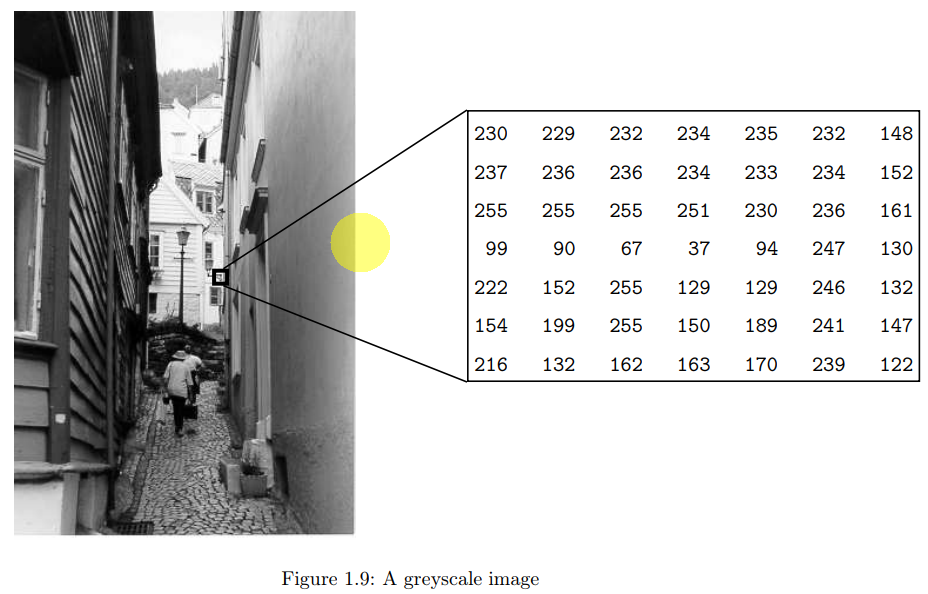 230 229 232 234 235 232 148
237 236 236 234 233 234 152
255 255 255 251 230 236 161
99 90 67 37 94 247 130
222 152 255 129 129 246 132
154 199 255 150 189 241 147
216 132 162 163 170 239 122
Figure 1.9: A greyscale image